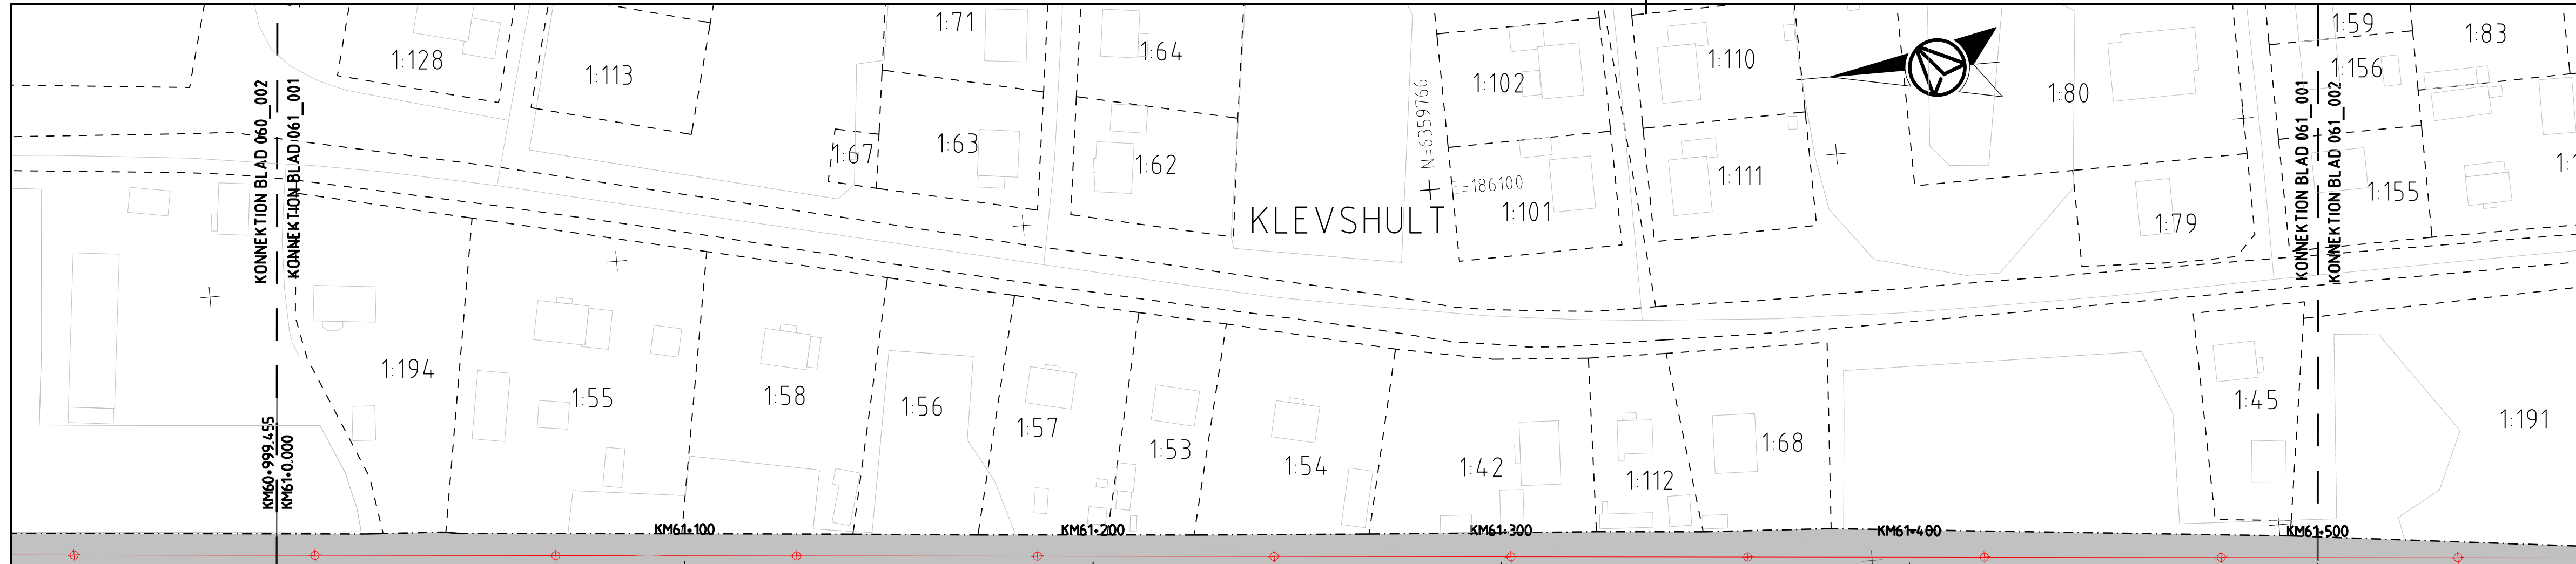 1:71
1:59
1:83
1:128
1:64
1:110
1:113
1:102
1:156
1:80
KONNEKTION BLAD 060_002
KONNEKTION BLAD 061_001
N=6359766
KONNEKTION BLAD 061_001
KONNEKTION BLAD 061_002
1:67
1:63
1:62
1:111
E=186100
1:155
KLEVSHULT
1:101
1:79
1:194
1:55
1:58
1:56
1:57
1:53
1:54
1:42
1:112
1:68
1:45
1:191
KM60+999.455
KM61+0.000
KM61+100
KM61+200
KM61+300
KM61+400
KM61+500